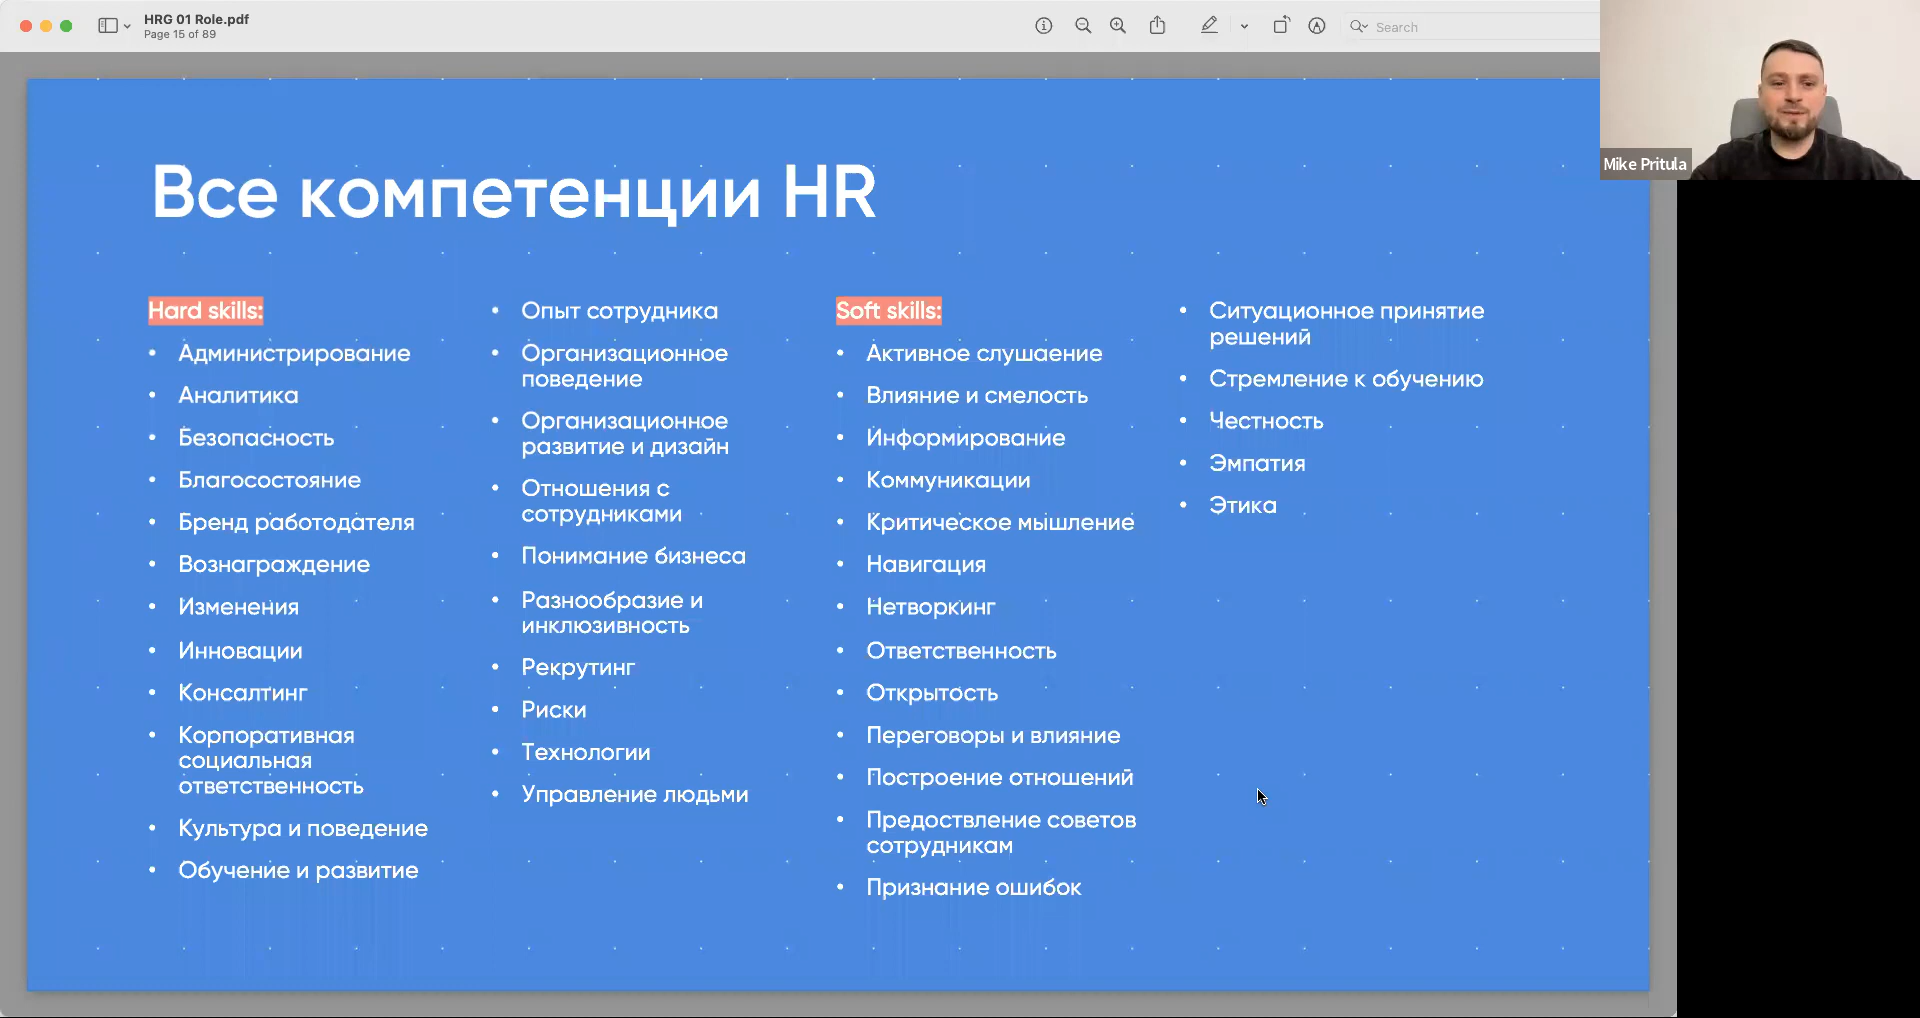 HRG 01 Role.pdf
Page 15 of 89
Search
Mike Pritula
Все компетенции HR
Hard skills:
• Администрирование
• Аналитика
• Безопасность
• Благосостояние
• Бренд работодателя
• Вознаграждение
• Изменения
• Инновации
• Консалтинг
• Корпоративная
социальная
ответственность
• Культура и поведение
• Обучение и развитие
• Опыт сотрудника
• Организационное
поведение
• Организационное
развитие и дизайн
• Отношения с
сотрудниками
• Понимание бизнеса
• Разнообразие и
инклюзивность
• Рекрутинг
• Риски
• Технологии
• Управление людьми
Soft skills:
• Активное слушаение
• Влияние и смелость
• Информирование
• Коммуникации
• Критическое мышление
• Навигация
• Нетворкинг
• Ответственность
• Открытость
• Переговоры и влияние
• Построение отношений
• Предоствление советов
сотрудникам
• Признание ошибок
• Ситуационное принятие
решений
• Стремление к обучению
• Честность
• Эмпатия
• Этика